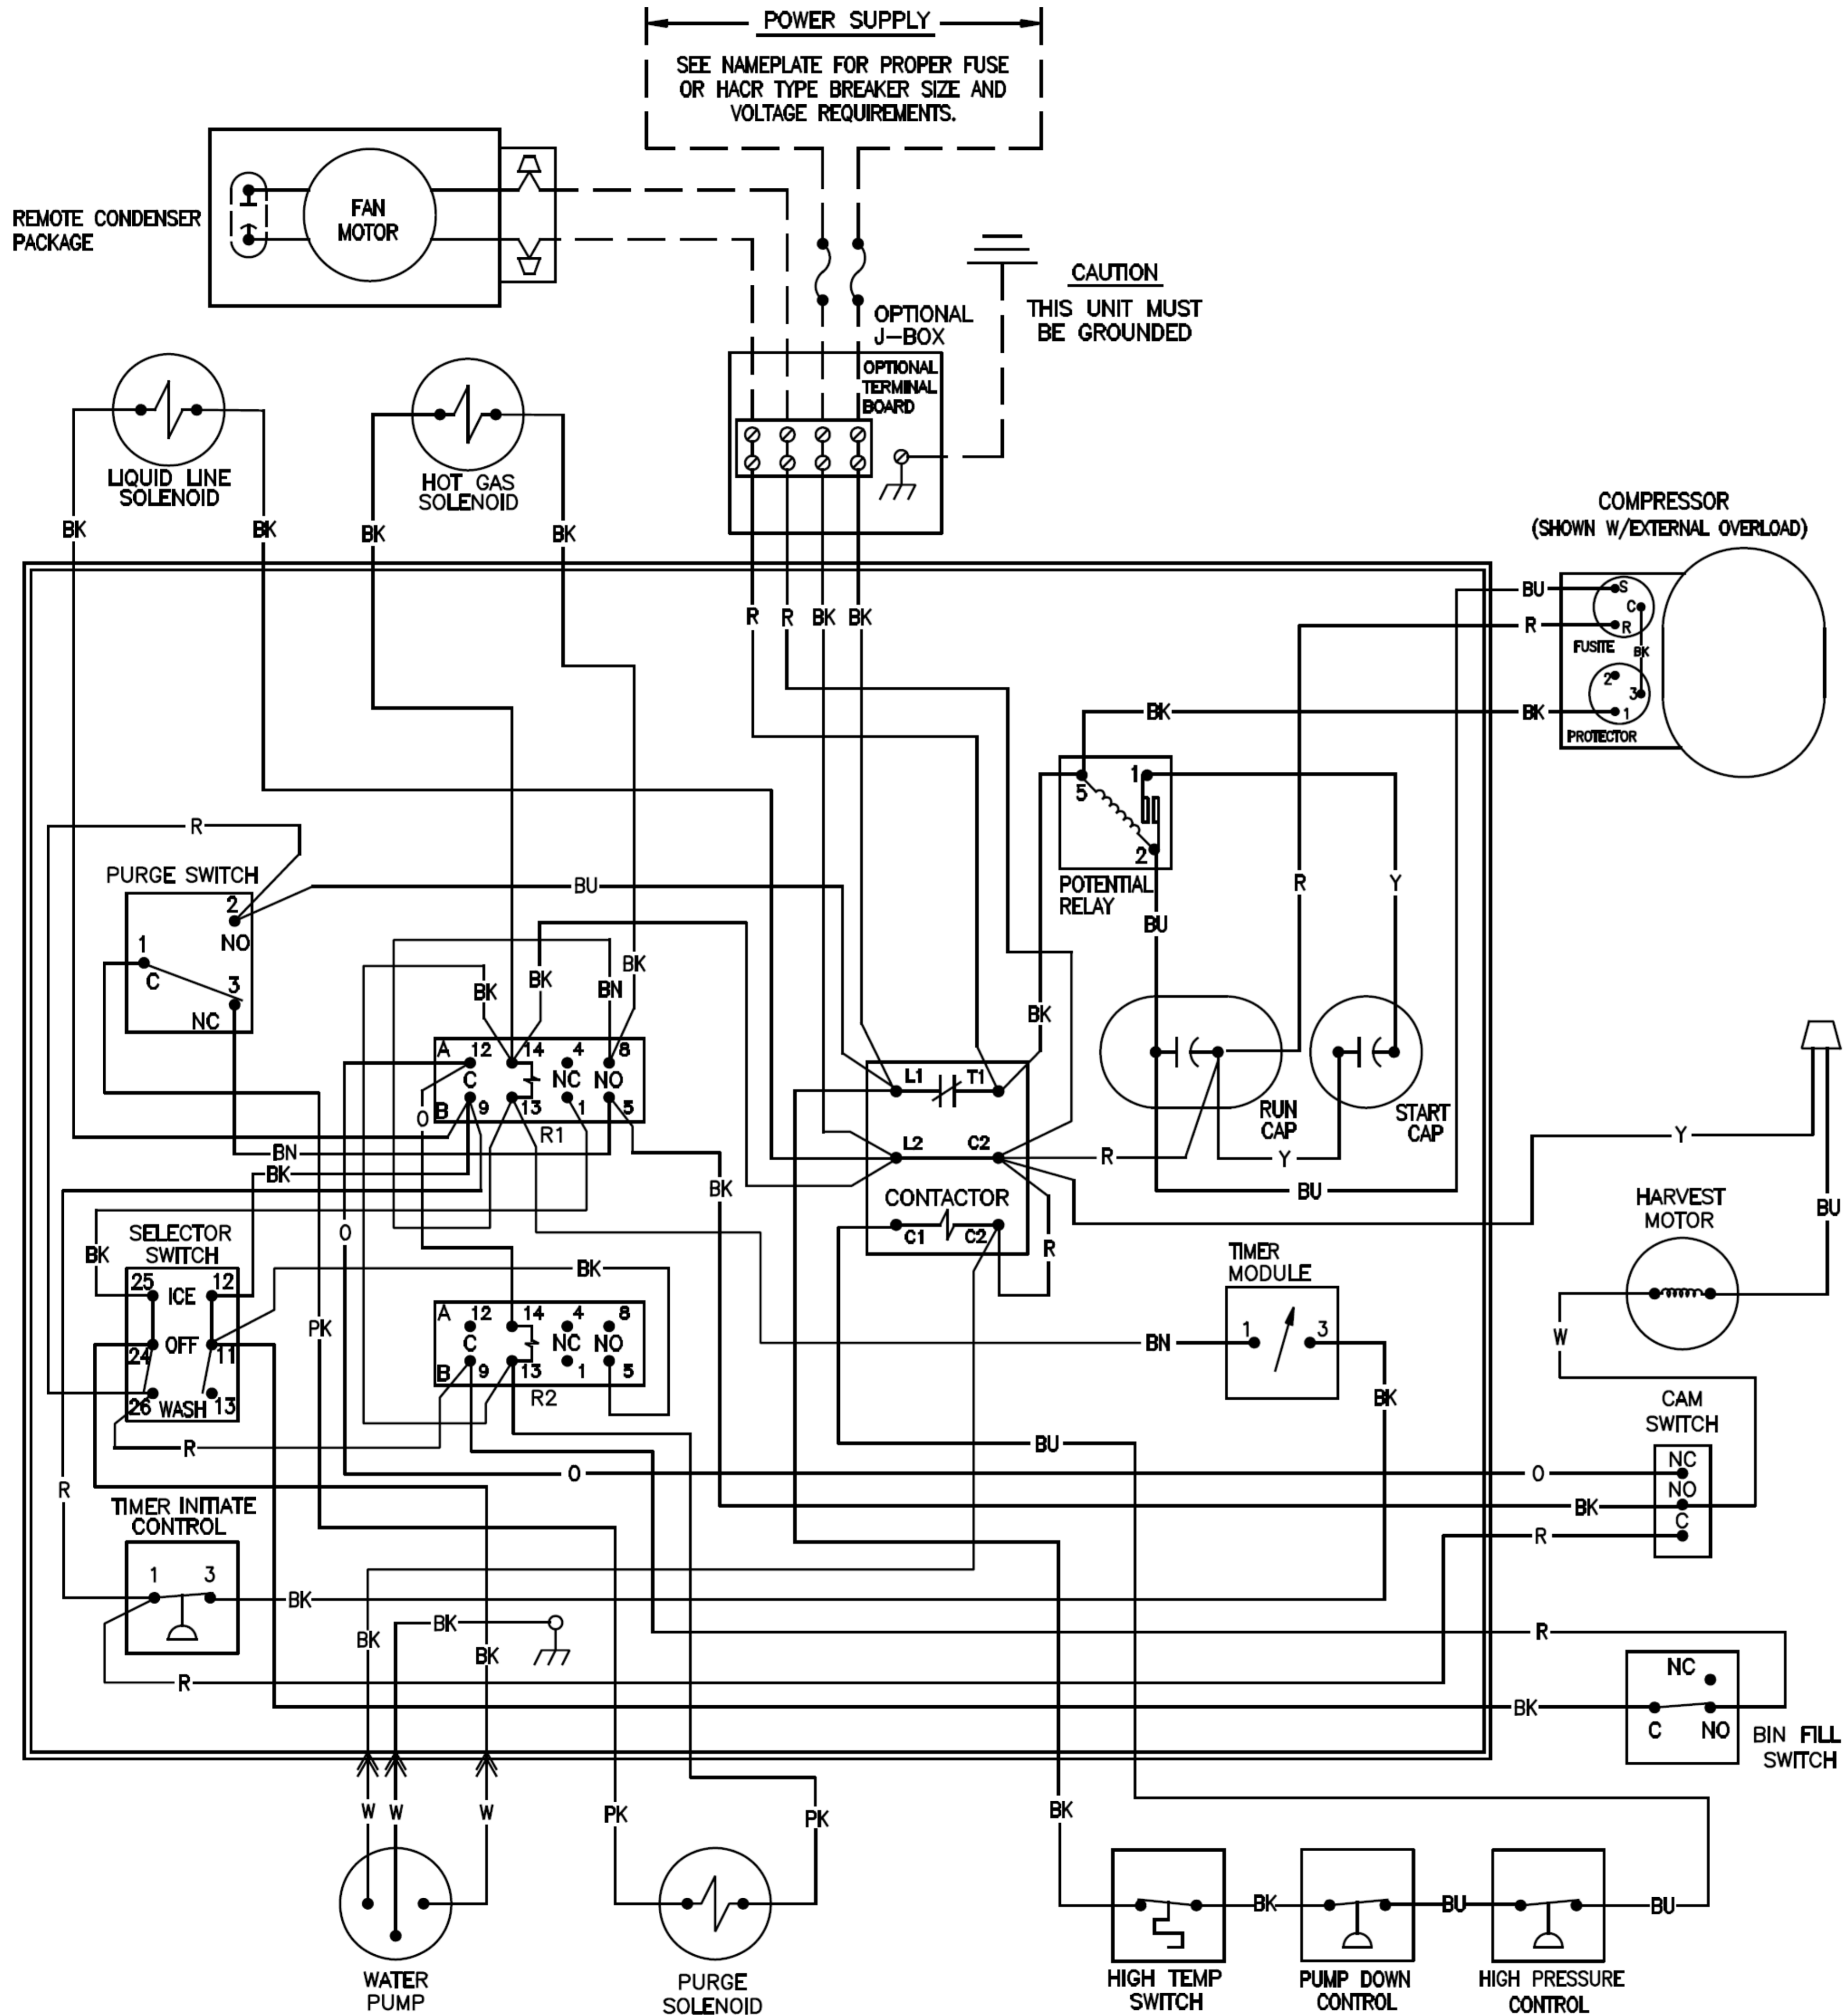 POWER SUPPLY
SEE NAMEPLATE FOR PROPER FUSE
OR HACR TYPE BREAKER SIZE AND
VOLTAGE REQUIREMENTS.
REMOTE CONDENSER
PACKAGE
FAN
MOTOR
CAUTION
THIS UNIT MUST
BE GROUNDED
OPTIONAL
J-BOX
OPTIONAL
TERMINAL
BOARD
LIQUID LINE
SOLENOID
HOT GAS
SOLENOID
BK
BK
BK
BK
COMPRESSOR
(SHOWN W/EXTERNAL OVERLOAD)
R
R
BK
BK
BU
S
C
R
R
FUSITE
BK
2
3
BK
BK
1
PROTECTOR
5
1
2
POTENTIAL
RELAY
R
PURGE SWITCH
2
NO
1
C
3
NC
BU
R
Y
BU
BK
BK
BN
BK
BK
A 12 14 4 8
C NC NO
B 9 13 1 5
R1
O
L1 T1
L2 C2
CONTACTOR
C1 C2
RUN
CAP
START
CAP
BN
BK
BK
R
Y
BU
R
Y
BU
HARVEST
MOTOR
O
SELECTOR
SWITCH
BK
25 ICE 12
24 OFF 11
26 WASH 13
BK
PK
A 12 14 4 8
C NC NO
B 9 13 1 5
R2
TIMER
MODULE
1 3
BN
BK
W
CAM
SWITCH
NC
NO
C
R
BU
O
O
BK
R
R
TIMER INITIATE
CONTROL
1 3
BK
BK
BK
BK
R
R
BK
NC
C NO
BIN FILL
SWITCH
W
W
W
PK
PK
BK
BK
BU
BU
WATER
PUMP
PURGE
SOLENOID
HIGH TEMP
SWITCH
PUMP DOWN
CONTROL
HIGH PRESSURE
CONTROL